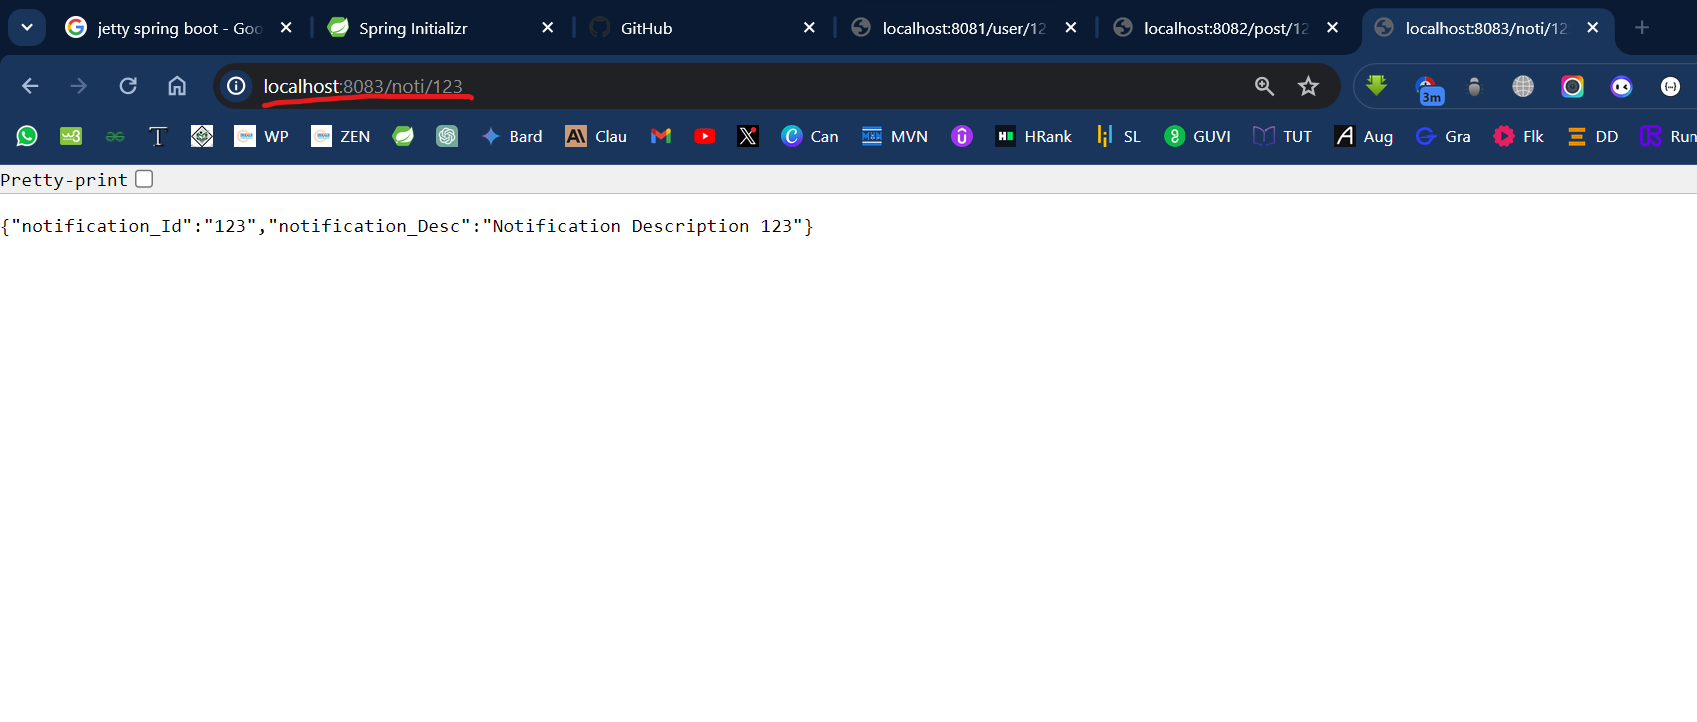 jetty spring boot - Goo
Spring Initializr
GitHub
localhost:8081/user/12
localhost:8082/post/12
localhost:8083/noti/12
localhost:8083/noti/123
3m
WP
ZEN
Bard
Clau
Can
MVN
HRank
SL
GUVI
TUT
Aug
Gra
Flk
DD
Run
Pretty-print
{"notification_Id":"123","notification_Desc":"Notification Description 123"}